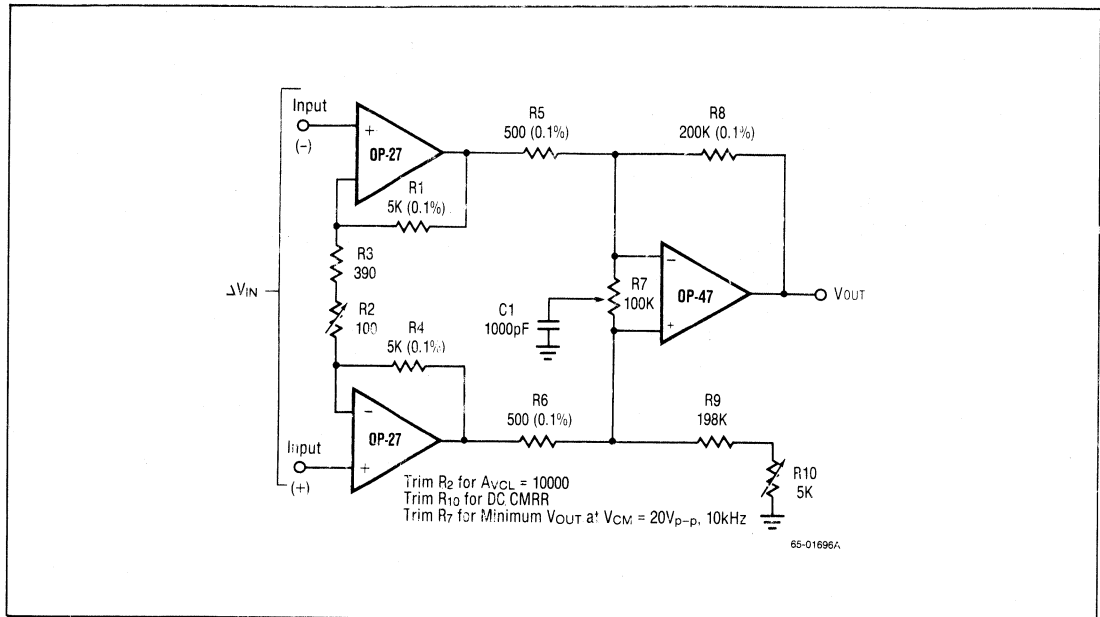 Input
(-)
+
OP-27
R1
5K (0.1%)
R5
500 (0.1%)
R8
200K (0.1%)
R3
390
ΔVIN
R2
100
R4
5K (0.1%)
C1
1000pF
R7
100K
−
OP-47
+
VOUT
−
OP-27
+
Input
(+)
R6
500 (0.1%)
R9
198K
R10
5K
Trim R2 for AVCL = 10000
Trim R10 for DC CMRR
Trim R7 for Minimum VOUT at VCM = 20Vp-p, 10kHz
65-01696A